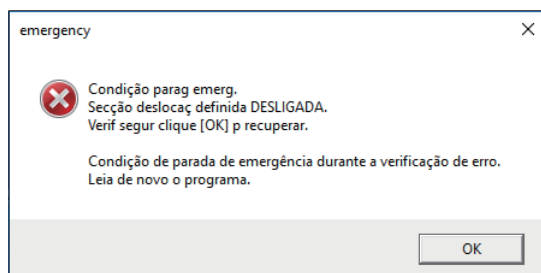 emergency
Condição parag emerg.
Secção deslocaç definida DESLIGADA.
Verif segur clique [OK] p recuperar.
Condição de parada de emergência durante a verificação de erro.
Leia de novo o programa.
OK